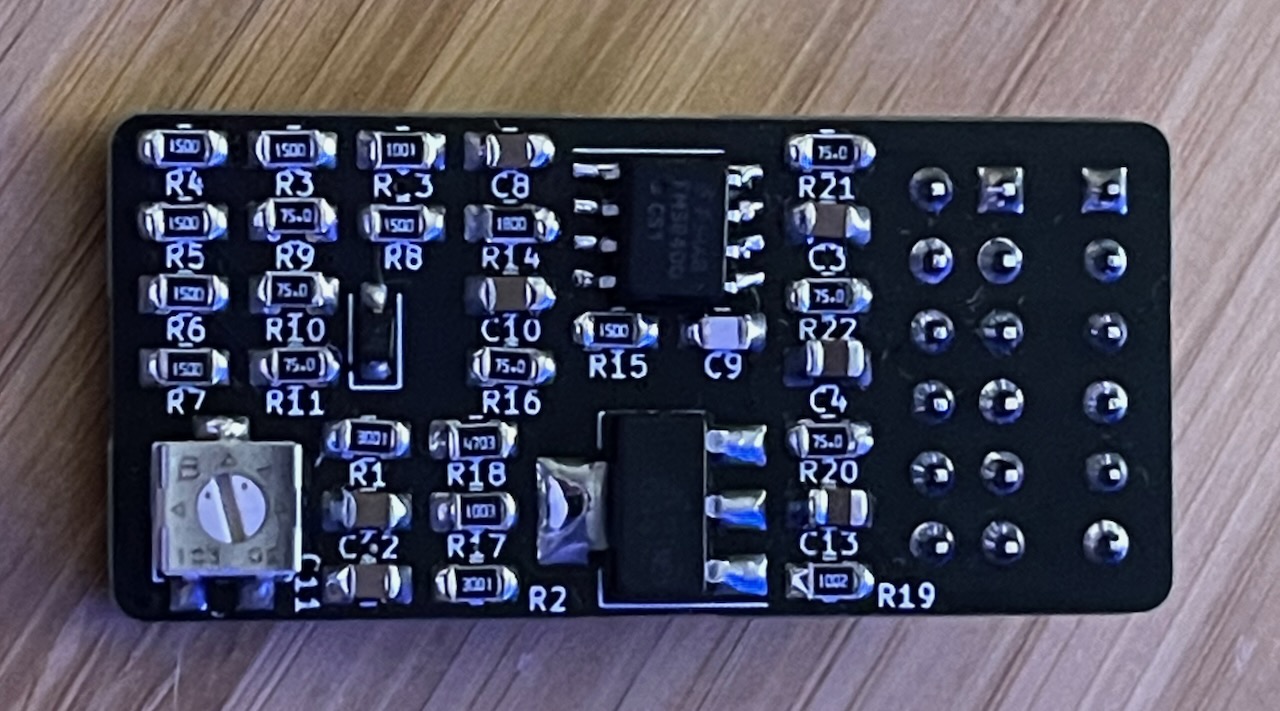 1500 1500 1001 75.0
R4 R3 C8 R21
1500 75.0 1500 1800
R5 R9 R8 R14 C3
1500 75.0 75.0
R6 R10 C10 R22
1500 75.0 75.0 1500
R7 R11 R16 R15 C9 C4
3001 4703 75.0
R1 R18 R20
1003
R17 C13
3001 1002
C11 R2 R19